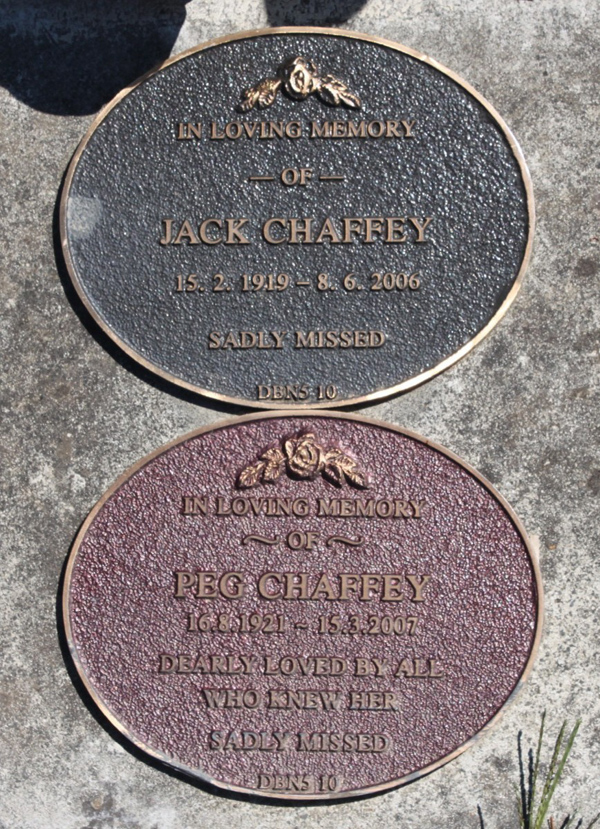 IN LOVING MEMORY
— OF —
JACK CHAFFEY
15. 2. 1919 – 8. 6. 2006
SADLY MISSED
DBN5 10
IN LOVING MEMORY
~ OF ~
PEG CHAFFEY
16.8.1921 ~ 15.3.2007
DEARLY LOVED BY ALL
WHO KNEW HER
SADLY MISSED
DBN5 10